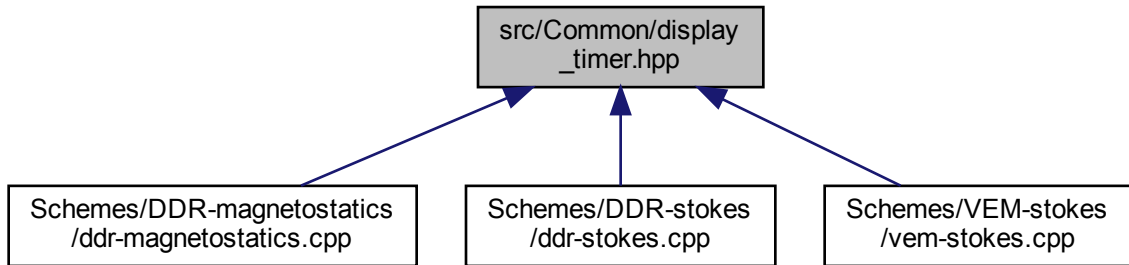 src/Common/display
_timer.hpp
Schemes/DDR-magnetostatics
/ddr-magnetostatics.cpp
Schemes/DDR-stokes
/ddr-stokes.cpp
Schemes/VEM-stokes
/vem-stokes.cpp